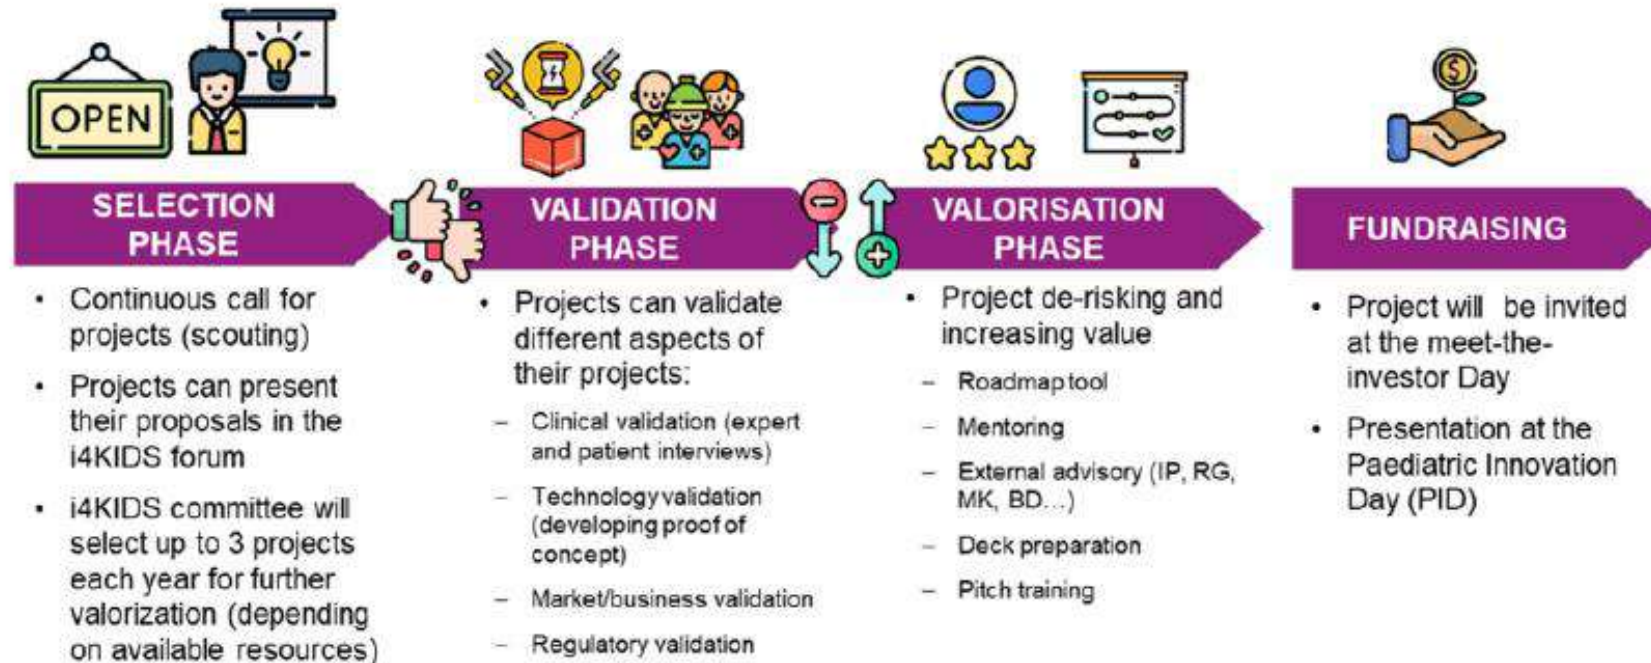 OPEN
SELECTION
PHASE
• Continuous call for
projects (scouting)
• Projects can present
their proposals in the
i4KIDS forum
• i4KIDS committee will
select up to 3 projects
each year for further
valorization (depending
on available resources)
VALIDATION
PHASE
• Projects can validate
different aspects of
their projects:
– Clinical validation (expert
and patient interviews)
– Technology validation
(developing proof of
concept)
– Market/business validation
– Regulatory validation
VALORISATION
PHASE
• Project de-risking and
increasing value
– Roadmap tool
– Mentoring
– External advisory (IP, RG,
MK, BD…)
– Deck preparation
– Pitch training
$
FUNDRAISING
• Project will be invited
at the meet-the-
investor Day
• Presentation at the
Paediatric Innovation
Day (PID)